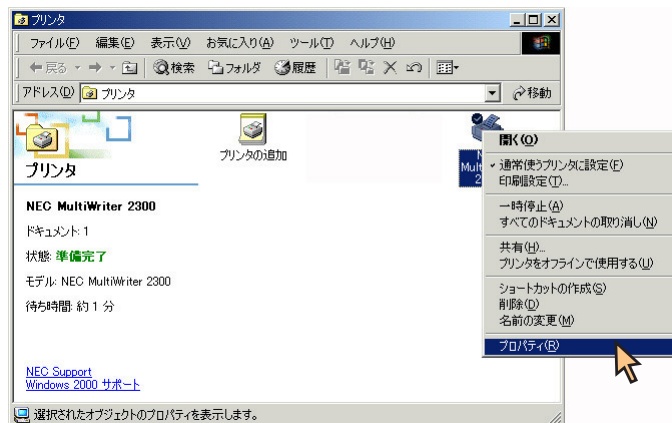 プリンタ
ファイル(F) 編集(E) 表示(V) お気に入り(A) ツール(T) ヘルプ(H)
戻る 検索 フォルダ 履歴
アドレス(D) プリンタ 移動
プリンタ
プリンタの追加
NEC MultiWriter 2300
ドキュメント: 1
状態: 準備完了
モデル: NEC MultiWriter 2300
待ち時間: 約 1 分
NEC Support
Windows 2000 サポート
開く(O)
通常使うプリンタに設定(F)
印刷設定(T)...
一時停止(A)
すべてのドキュメントの取り消し(L)
共有(H)...
プリンタをオフラインで使用する(U)
ショートカットの作成(S)
削除(D)
名前の変更(M)
プロパティ(R)
選択されたオブジェクトのプロパティを表示します。